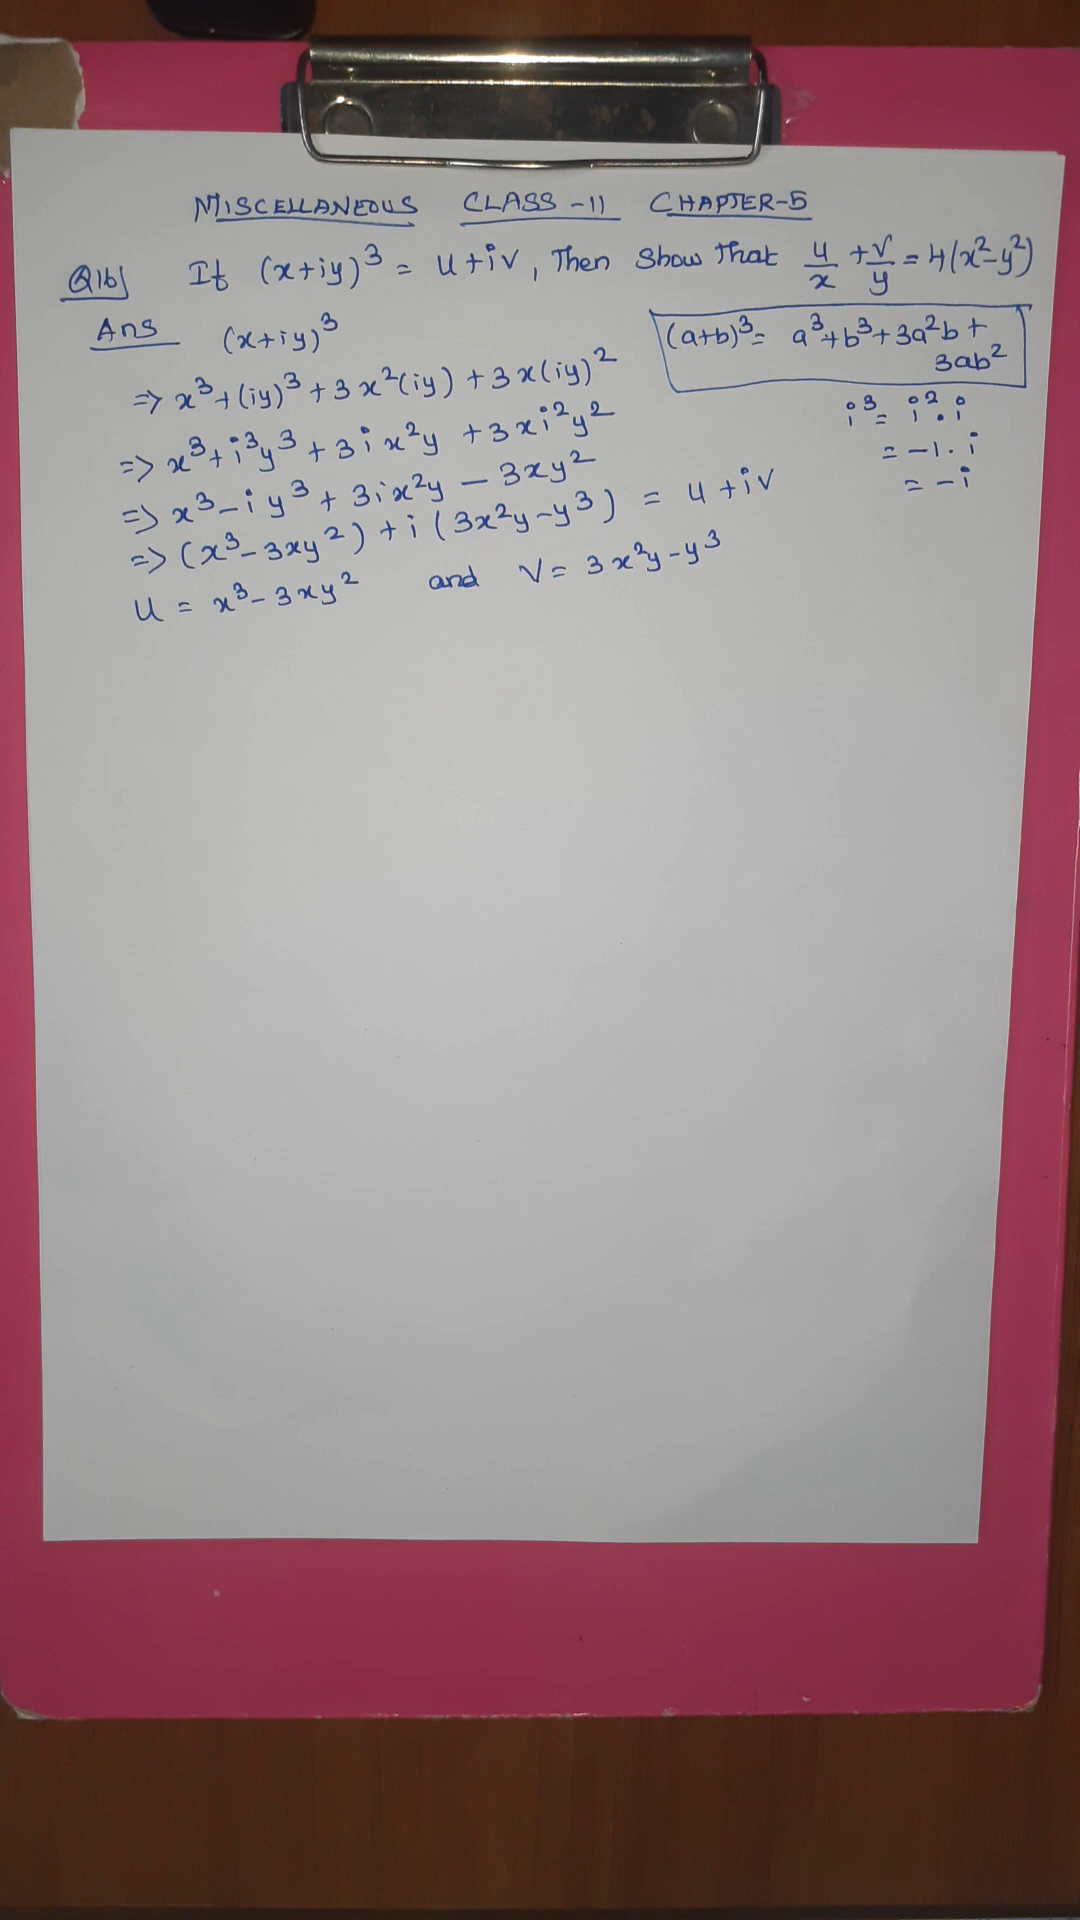 MISCELLANEOUS CLASS-11 CHAPTER-5
Q16] If (x+iy)³ = u+iv, Then Show That u/x + v/y = 4(x²-y²)
Ans (x+iy)³
(a+b)³ = a³+b³+3a²b+
3ab²
⇒ x³+(iy)³+3x²(iy)+3x(iy)²
⇒ x³+i³y³+3ix²y+3xi²y²
⇒ x³-iy³+3ix²y-3xy²
⇒ (x³-3xy²)+i(3x²y-y³) = u+iv
u = x³-3xy² and v = 3x²y-y³
i³ = i².i
= -1.i
= -i